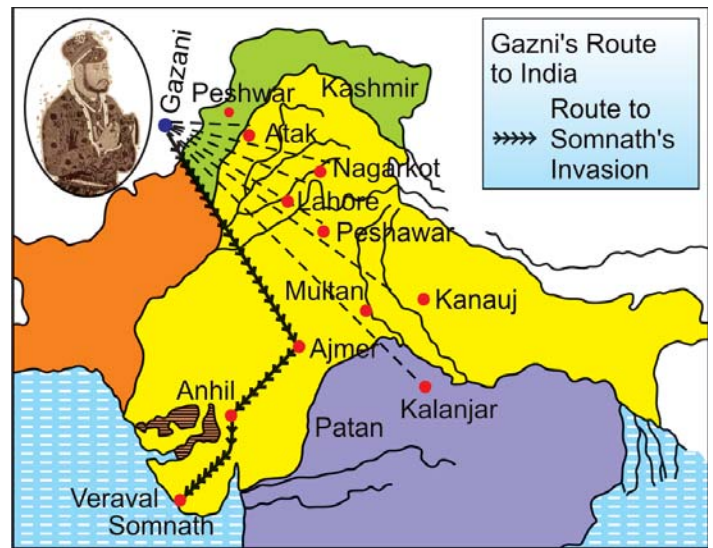 Gazni's Route
to India
Route to
Somnath's
Invasion
Gazani
Peshwar
Kashmir
Atak
Nagarkot
Lahore
Peshawar
Multan
Kanauj
Ajmer
Anhil
Kalanjar
Patan
Veraval
Somnath